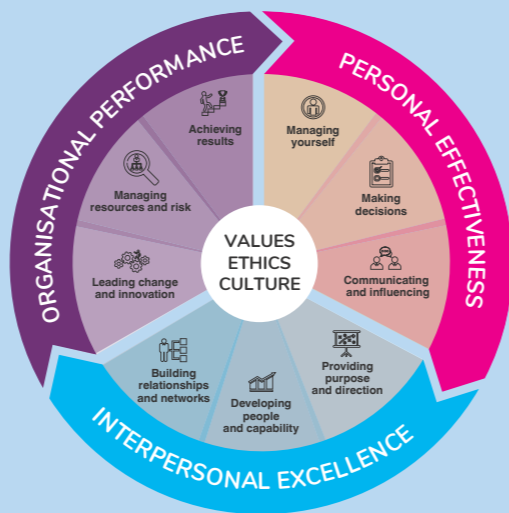 ORGANISATIONAL PERFORMANCE
PERSONAL EFFECTIVENESS
INTERPERSONAL EXCELLENCE
Achieving
results
Managing
yourself
Managing
resources and risk
Making
decisions
Leading change
and innovation
VALUES
ETHICS
CULTURE
Communicating
and influencing
Building
relationships
and networks
Developing
people
and capability
Providing
purpose
and direction